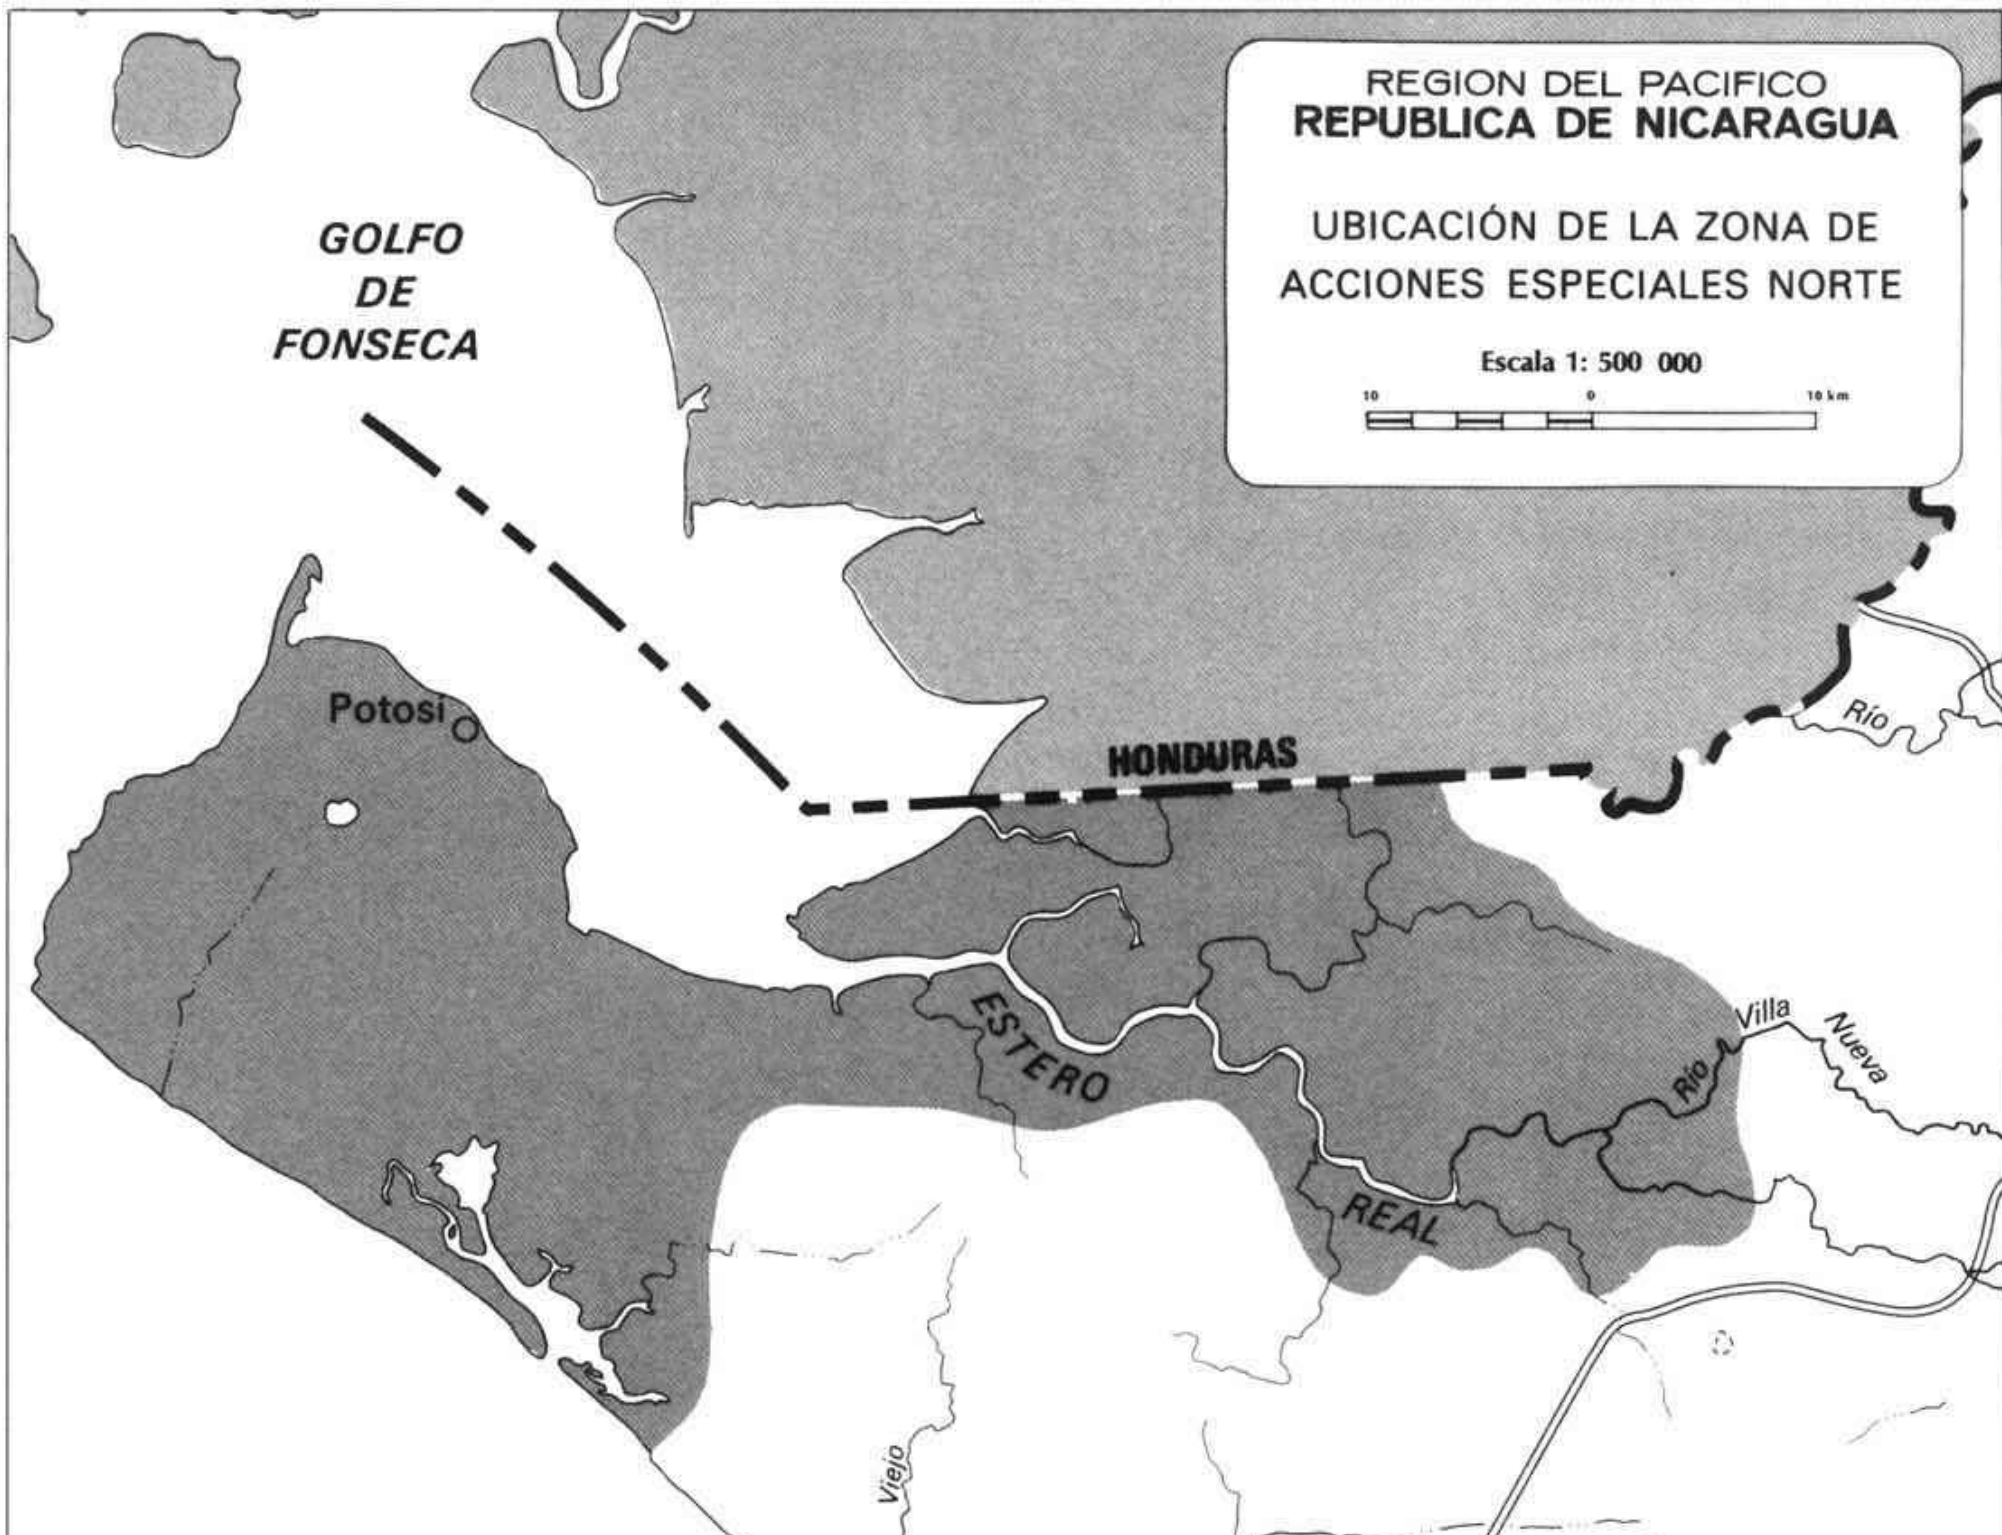 REGION DEL PACIFICO
REPUBLICA DE NICARAGUA
UBICACIÓN DE LA ZONA DE
ACCIONES ESPECIALES NORTE
Escala 1: 500 000
10 0 10 km
GOLFO
DE
FONSECA
Potosí
HONDURAS
Río
ESTERO
REAL
Río
Villa
Nueva
Viejo